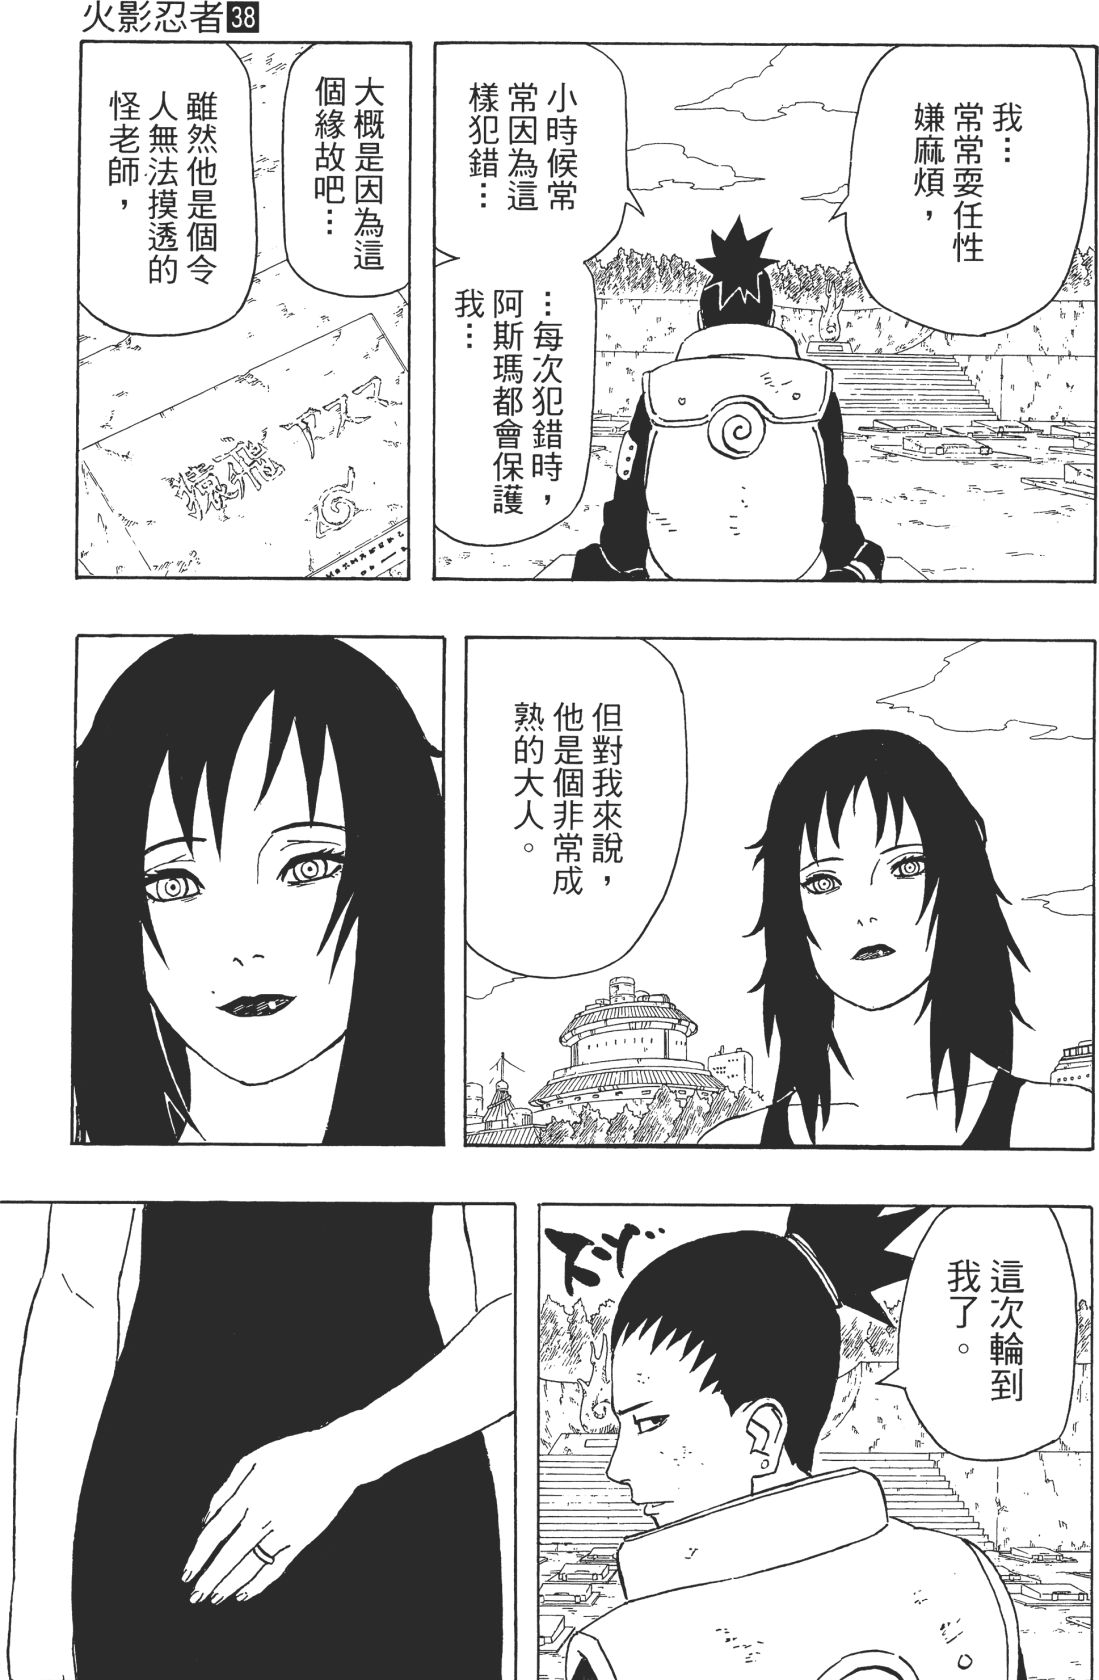 火影忍者38
我…
常常耍任性
嫌麻煩，
小時候常
常因為這
樣犯錯…
…每次犯錯時，
阿斯瑪都會保護
我…
大概是因為這
個緣故吧…
雖然他是個令
人無法摸透的
怪老師，
猿飛アスマ
但對我來說，
他是個非常成
熟的大人。
這次輪到
我了。